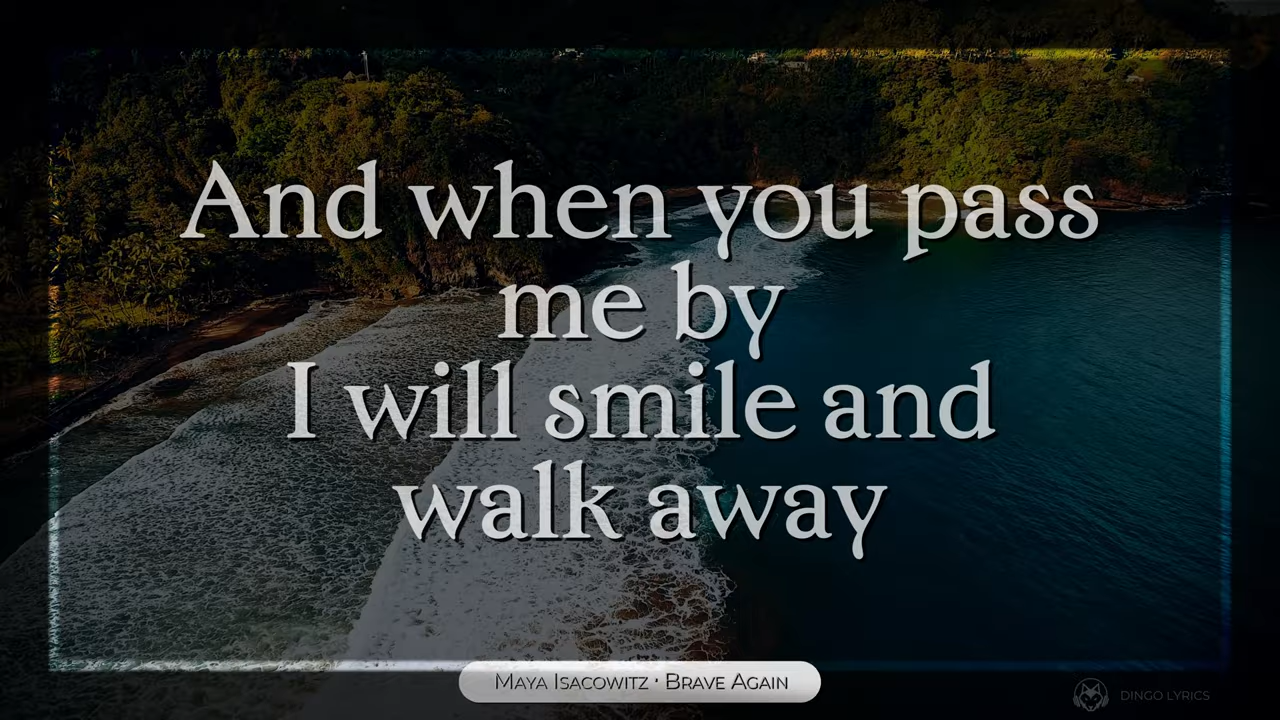 And when you pass
me by
I will smile and
walk away
Maya Isacowitz • Brave Again
DINGO LYRICS